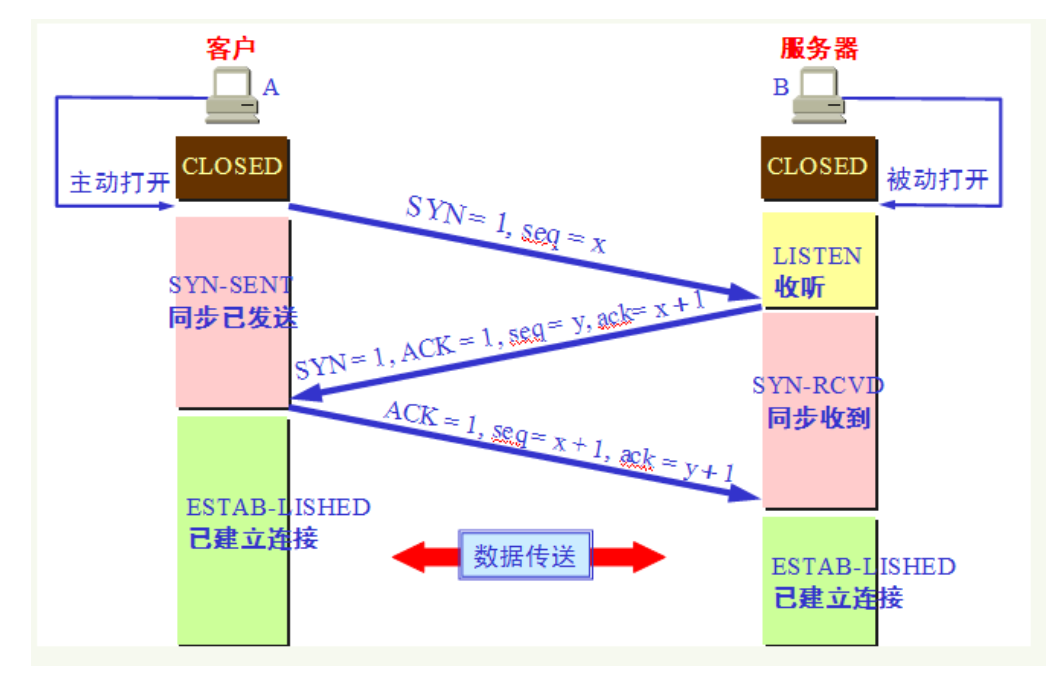 客户
服务器
A
B
CLOSED
CLOSED
主动打开
被动打开
SYN = 1, seq = x
LISTEN
收听
SYN-SENT
同步已发送
SYN = 1, ACK = 1, seq = y, ack= x + 1
SYN-RCVD
同步收到
ACK = 1, seq = x + 1, ack = y + 1
ESTAB-LISHED
已建立连接
数据传送
ESTAB-LISHED
已建立连接